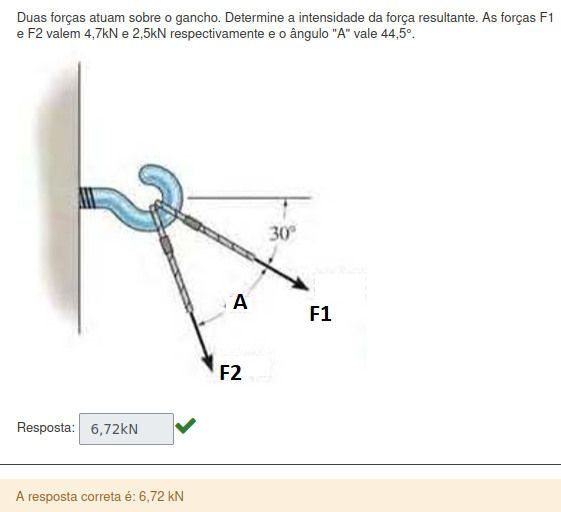 Duas forças atuam sobre o gancho. Determine a intensidade da força resultante. As forças F1
e F2 valem 4,7kN e 2,5kN respectivamente e o ângulo "A" vale 44,5°.
30°
A
F1
F2
Resposta: 6,72kN
A resposta correta é: 6,72 kN